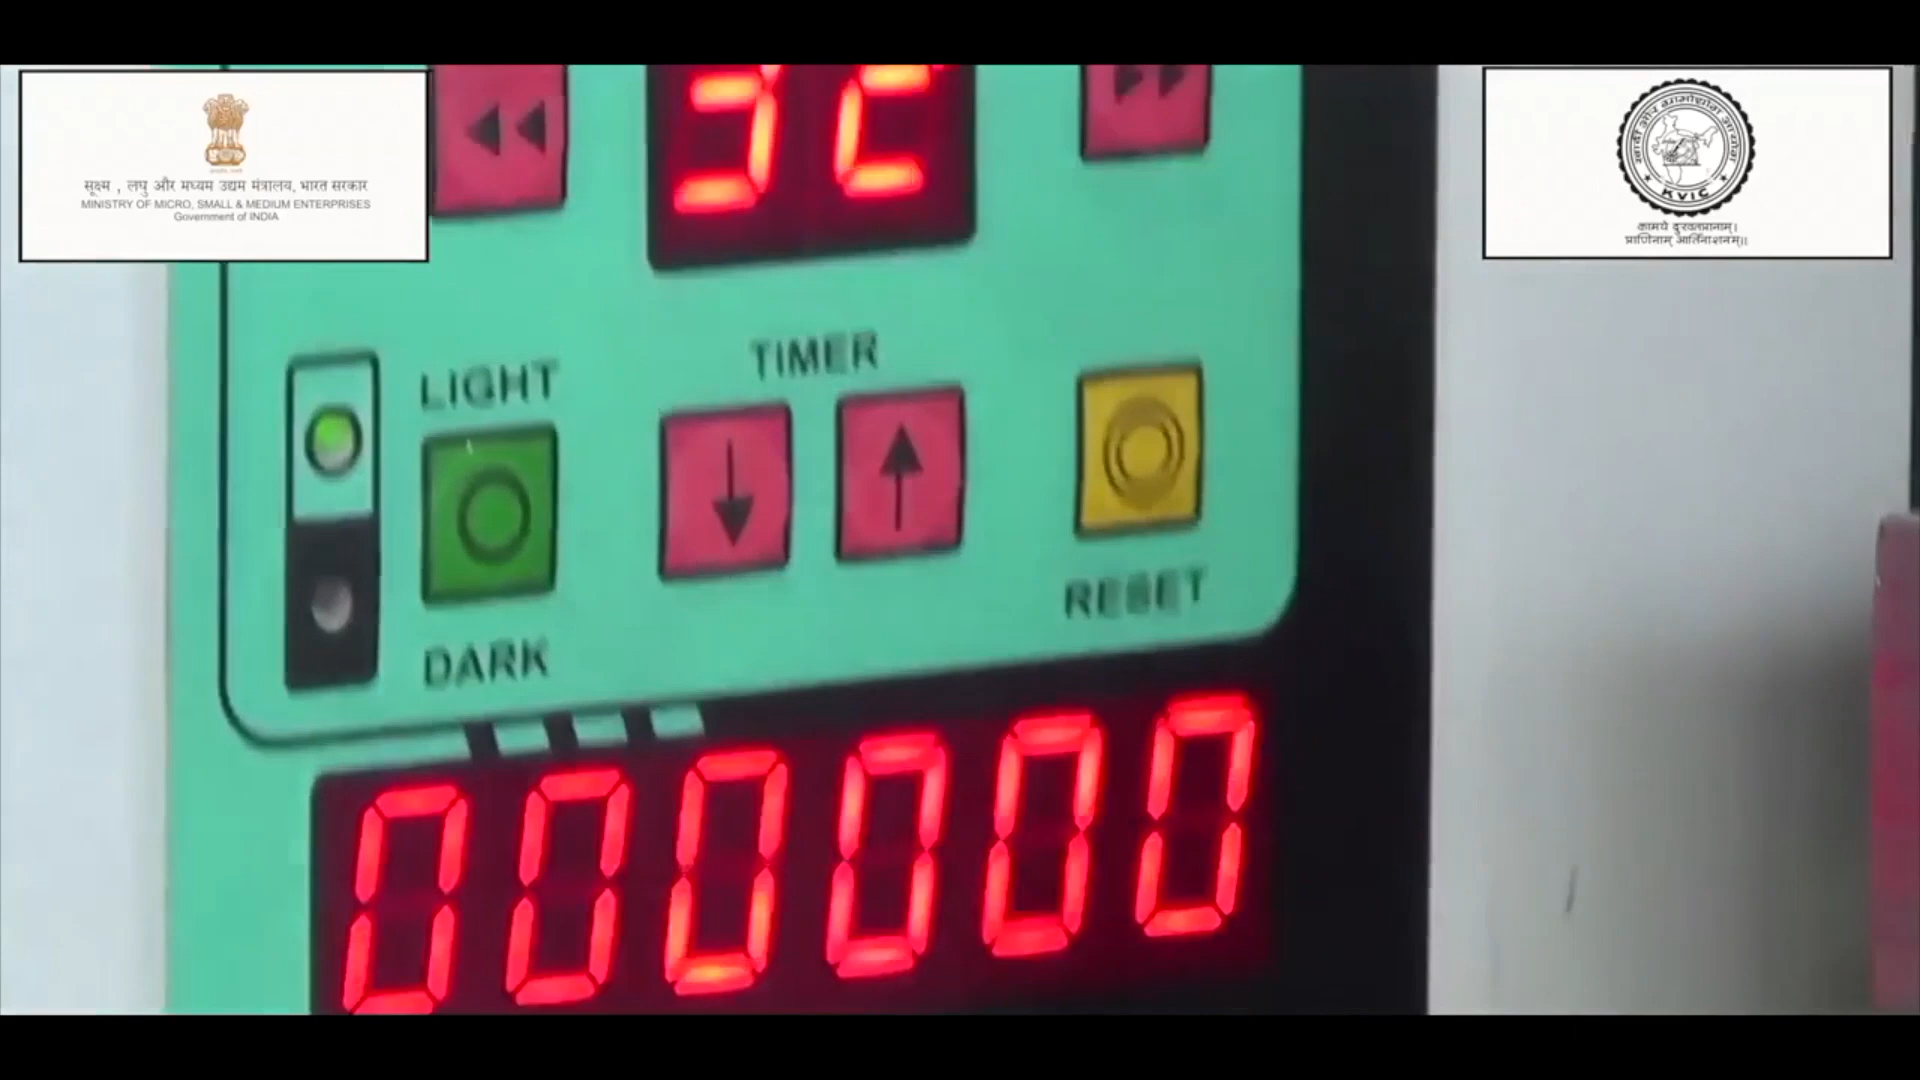 सूक्ष्म , लघु और मध्यम उद्यम मंत्रालय, भारत सरकार
MINISTRY OF MICRO, SMALL & MEDIUM ENTERPRISES
Government of INDIA
KVIC
LIGHT
TIMER
DARK
RESET
000000